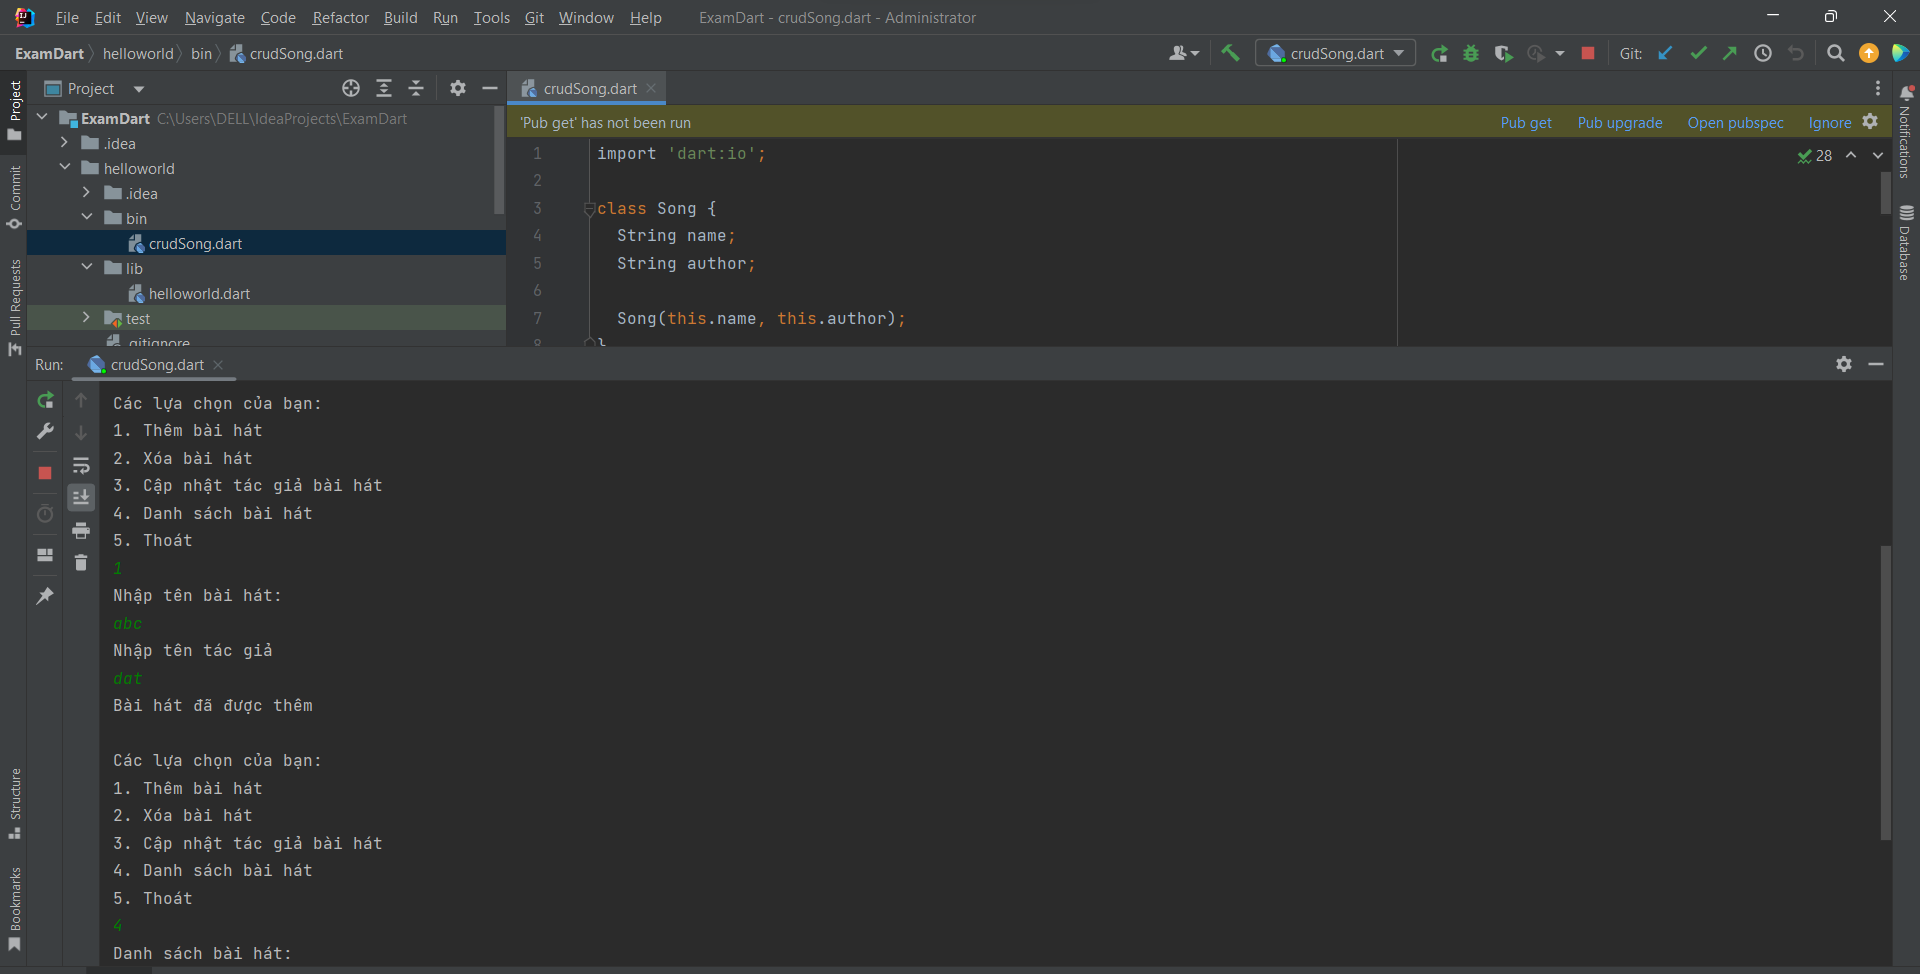 File Edit View Navigate Code Refactor Build Run Tools Git Window Help ExamDart - crudSong.dart - Administrator
ExamDart helloworld bin crudSong.dart crudSong.dart Git:
Project
crudSong.dart
ExamDart C:\Users\DELL\IdeaProjects\ExamDart
.idea
helloworld
.idea
bin
crudSong.dart
lib
helloworld.dart
test
.gitignore
'Pub get' has not been run Pub get Pub upgrade Open pubspec Ignore
28
1 import 'dart:io';
2
3 class Song {
4 String name;
5 String author;
6
7 Song(this.name, this.author);
8 }
Project
Commit
Pull Requests
Structure
Bookmarks
Notifications
Database
Run: crudSong.dart
Các lựa chọn của bạn:
1. Thêm bài hát
2. Xóa bài hát
3. Cập nhật tác giả bài hát
4. Danh sách bài hát
5. Thoát
1
Nhập tên bài hát:
abc
Nhập tên tác giả
dat
Bài hát đã được thêm
Các lựa chọn của bạn:
1. Thêm bài hát
2. Xóa bài hát
3. Cập nhật tác giả bài hát
4. Danh sách bài hát
5. Thoát
4
Danh sách bài hát: